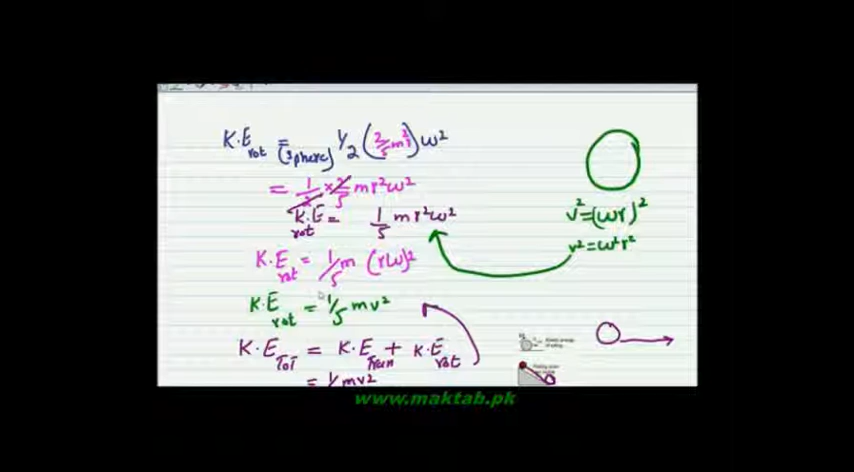 K.E rot (Sphere) = 1/2 (2/5 mr²) ω²
= 1/2 × 2/5 mr²ω²
K.E rot = 1/5 mr²ω²
K.E rot = 1/5 m (rω)²
K.E rot = 1/5 mv²
K.E TOT = K.E Tran + K.E rot
= 1/2 mv²
v² = (ωr)²
v² = ω²r²
www.maktab.pk